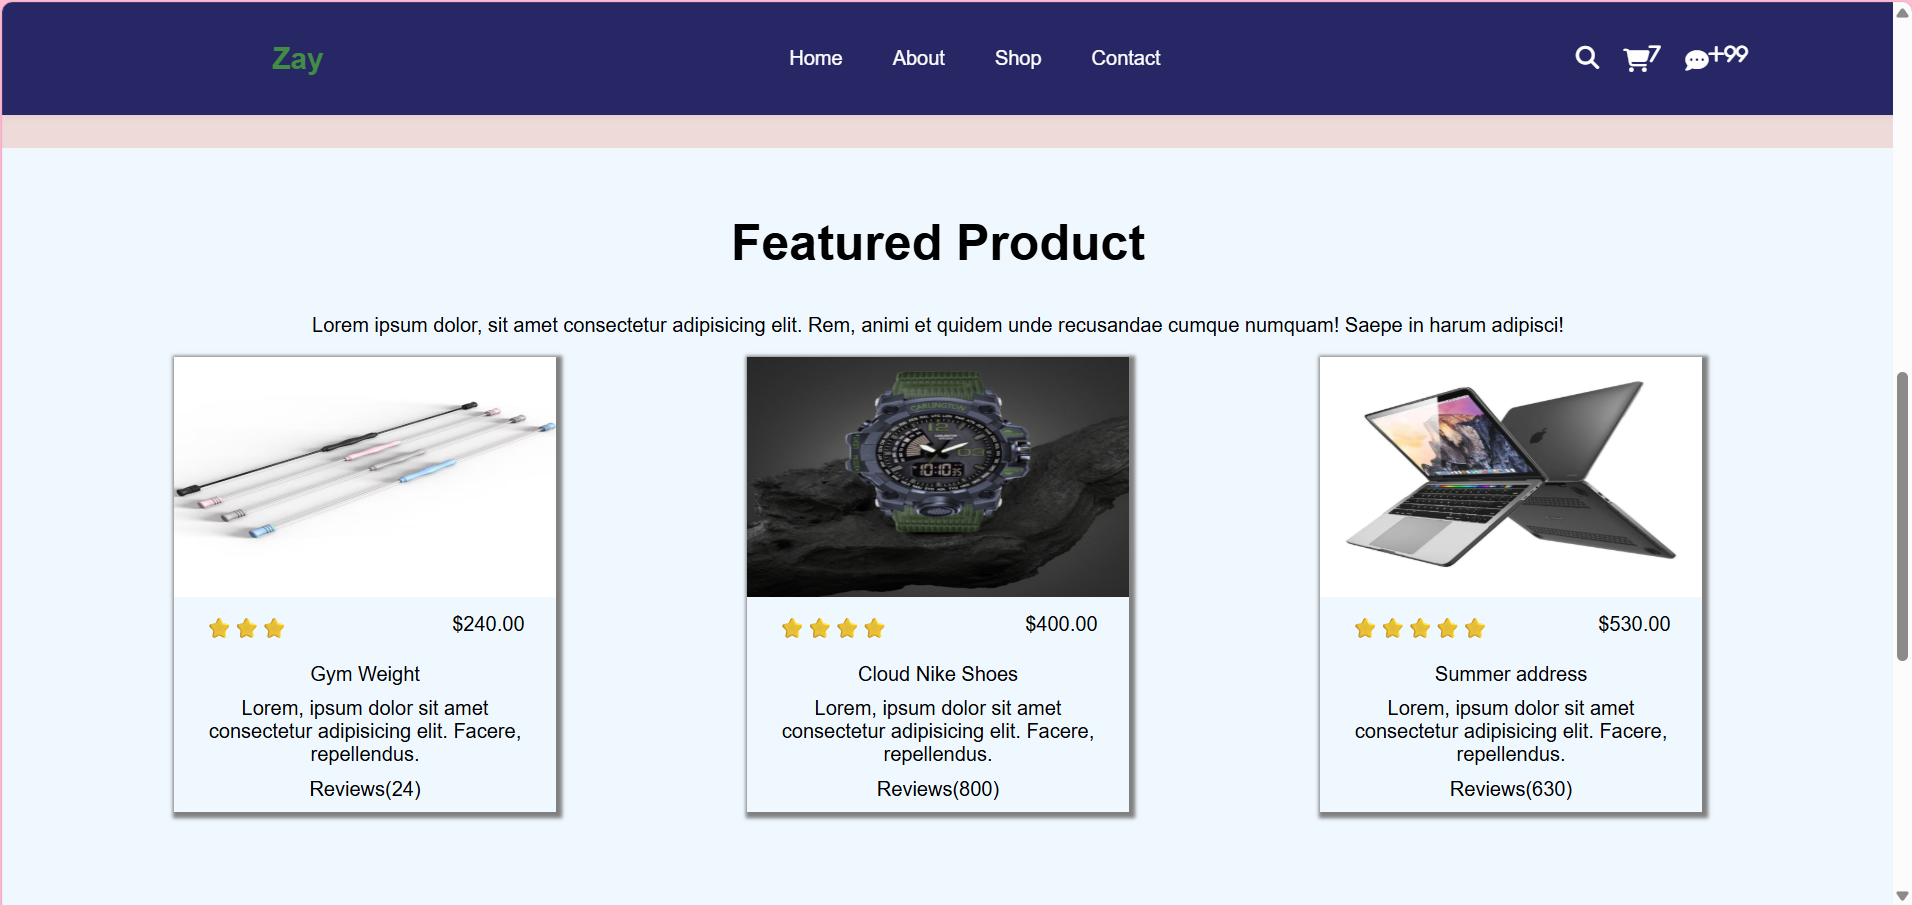 Zay
Home About Shop Contact
7
+99
Featured Product
Lorem ipsum dolor, sit amet consectetur adipisicing elit. Rem, animi et quidem unde recusandae cumque numquam! Saepe in harum adipisci!
CARLINGTON
12
03
10:10 35
$240.00
Gym Weight
Lorem, ipsum dolor sit amet
consectetur adipisicing elit. Facere,
repellendus.
Reviews(24)
$400.00
Cloud Nike Shoes
Lorem, ipsum dolor sit amet
consectetur adipisicing elit. Facere,
repellendus.
Reviews(800)
$530.00
Summer address
Lorem, ipsum dolor sit amet
consectetur adipisicing elit. Facere,
repellendus.
Reviews(630)